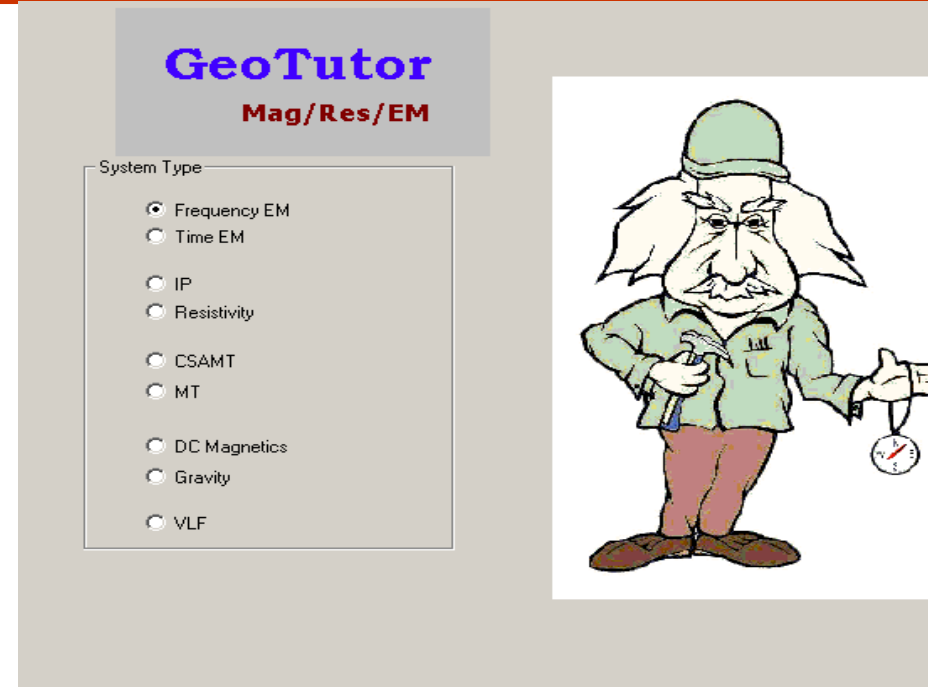 GeoTutor
Mag/Res/EM
System Type
Frequency EM
Time EM
IP
Resistivity
CSAMT
MT
DC Magnetics
Gravity
VLF
N
W E
S